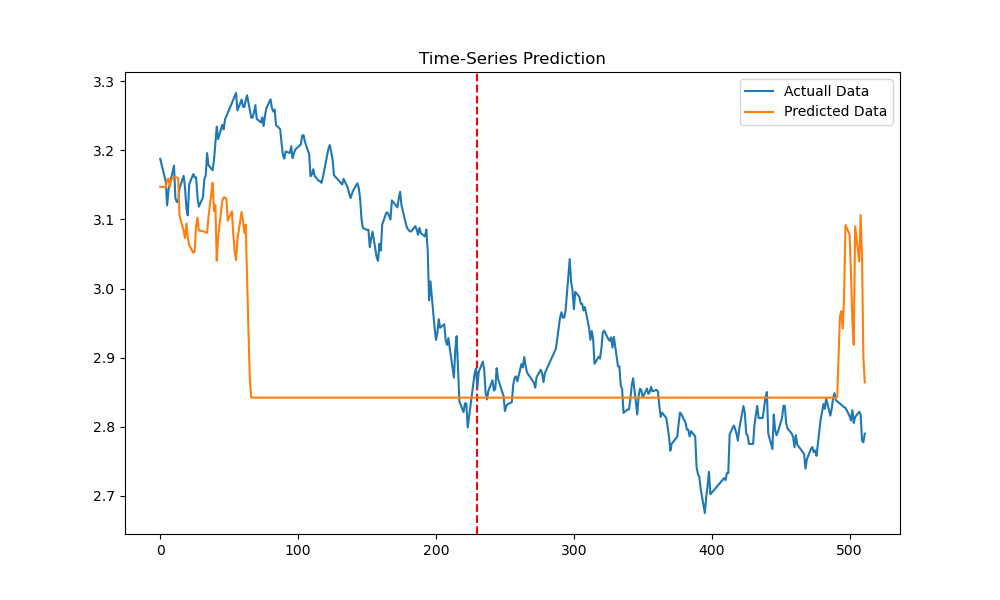 Time-Series Prediction
Actuall Data
Predicted Data
3.3
3.2
3.1
3.0
2.9
2.8
2.7
0 100 200 300 400 500